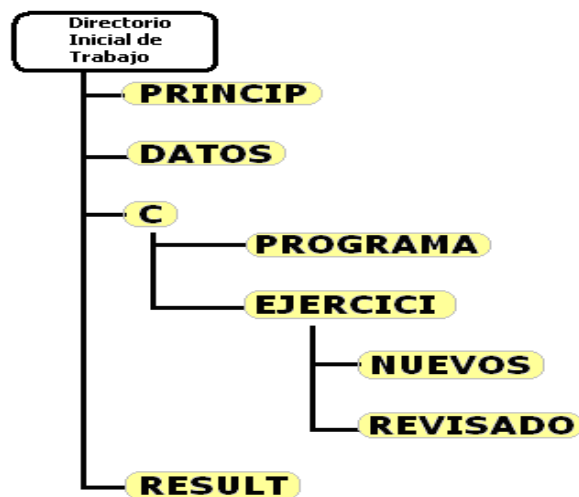 Directorio
Inicial de
Trabajo
PRINCIP
DATOS
C
PROGRAMA
EJERCICI
NUEVOS
REVISADO
RESULT